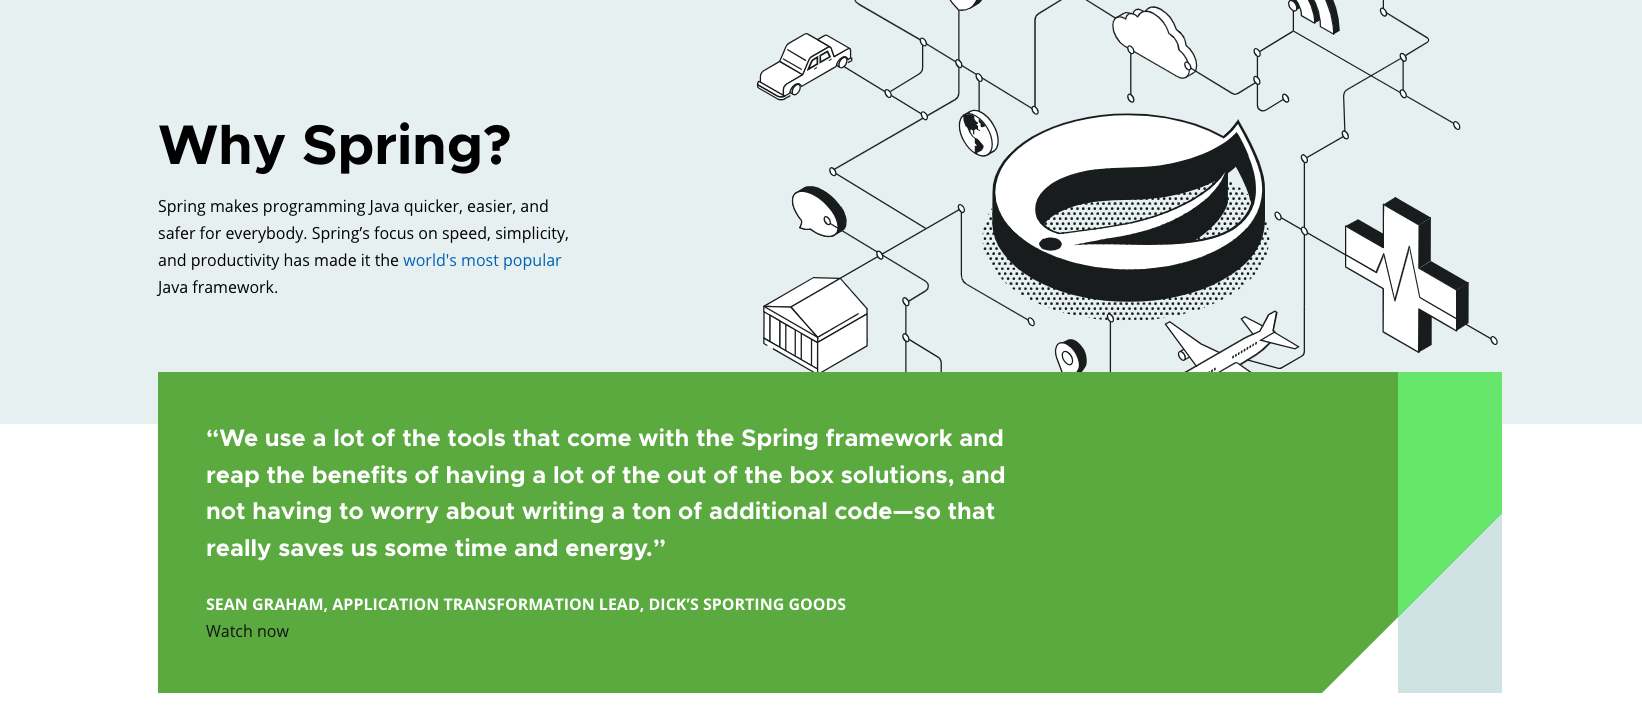 Why Spring?
Spring makes programming Java quicker, easier, and
safer for everybody. Spring’s focus on speed, simplicity,
and productivity has made it the world's most popular
Java framework.
“We use a lot of the tools that come with the Spring framework and
reap the benefits of having a lot of the out of the box solutions, and
not having to worry about writing a ton of additional code—so that
really saves us some time and energy.”
SEAN GRAHAM, APPLICATION TRANSFORMATION LEAD, DICK’S SPORTING GOODS
Watch now